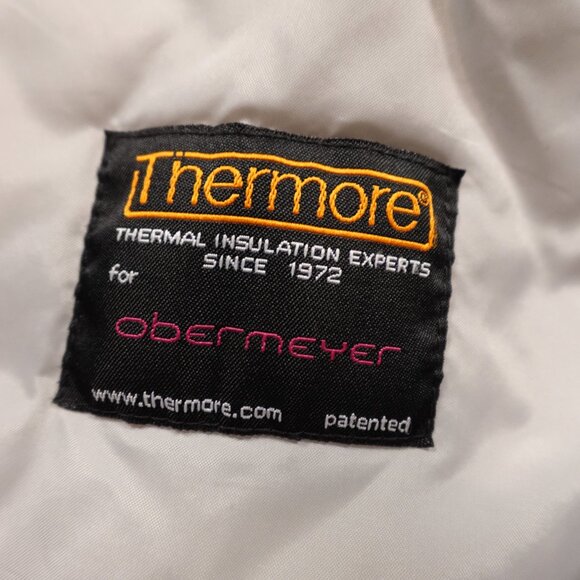 Thermore®
THERMAL INSULATION EXPERTS
SINCE 1972
for
obermeyer
www.thermore.com patented